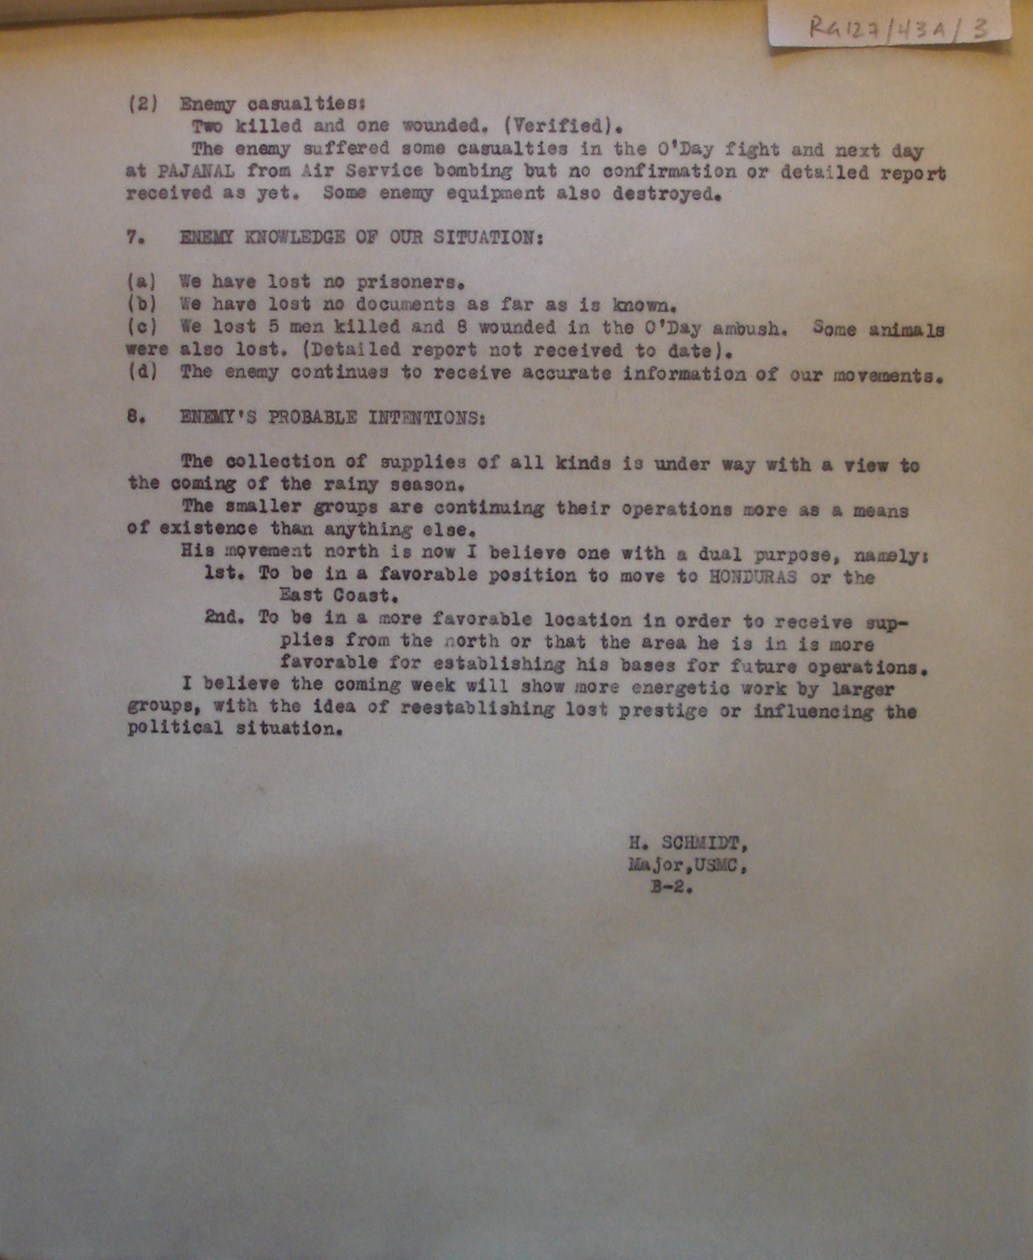 RG127/43A/3
(2) Enemy casualties:
Two killed and one wounded. (Verified).
The enemy suffered some casualties in the O'Day fight and next day
at PAJANAL from Air Service bombing but no confirmation or detailed report
received as yet. Some enemy equipment also destroyed.
7. ENEMY KNOWLEDGE OF OUR SITUATION:
(a) We have lost no prisoners.
(b) We have lost no documents as far as is known.
(c) We lost 5 men killed and 8 wounded in the O'Day ambush. Some animals
were also lost. (Detailed report not received to date).
(d) The enemy continues to receive accurate information of our movements.
8. ENEMY'S PROBABLE INTENTIONS:
The collection of supplies of all kinds is under way with a view to
the coming of the rainy season.
The smaller groups are continuing their operations more as a means
of existence than anything else.
His movement north is now I believe one with a dual purpose, namely:
1st. To be in a favorable position to move to HONDURAS or the
East Coast.
2nd. To be in a more favorable location in order to receive sup-
plies from the north or that the area he is in is more
favorable for establishing his bases for future operations.
I believe the coming week will show more energetic work by larger
groups, with the idea of reestablishing lost prestige or influencing the
political situation.
H. SCHMIDT,
Major,USMC,
B-2.